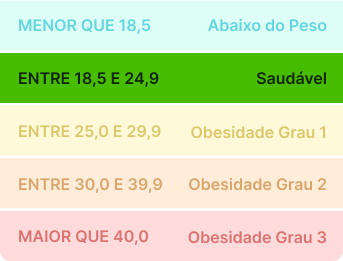 MENOR QUE 18,5 Abaixo do Peso
ENTRE 18,5 E 24,9 Saudável
ENTRE 25,0 E 29,9 Obesidade Grau 1
ENTRE 30,0 E 39,9 Obesidade Grau 2
MAIOR QUE 40,0 Obesidade Grau 3